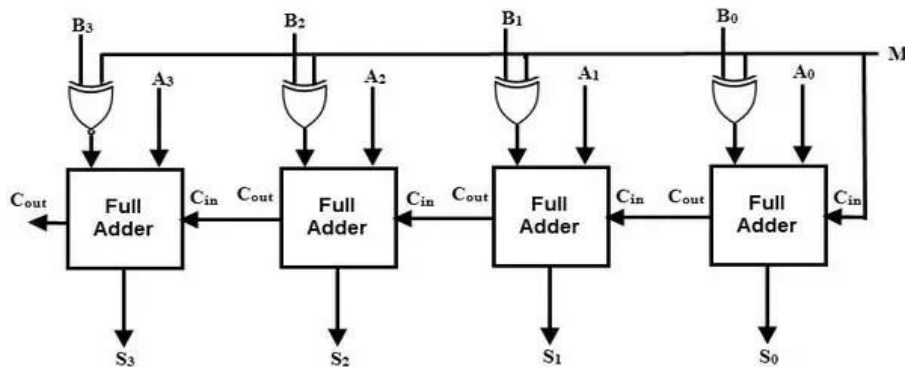 B3 B2 B1 B0
M
A3 A2 A1 A0
Cout Full Adder Cin Cout Full Adder Cin Cout Full Adder Cin Cout Full Adder Cin
S3 S2 S1 S0